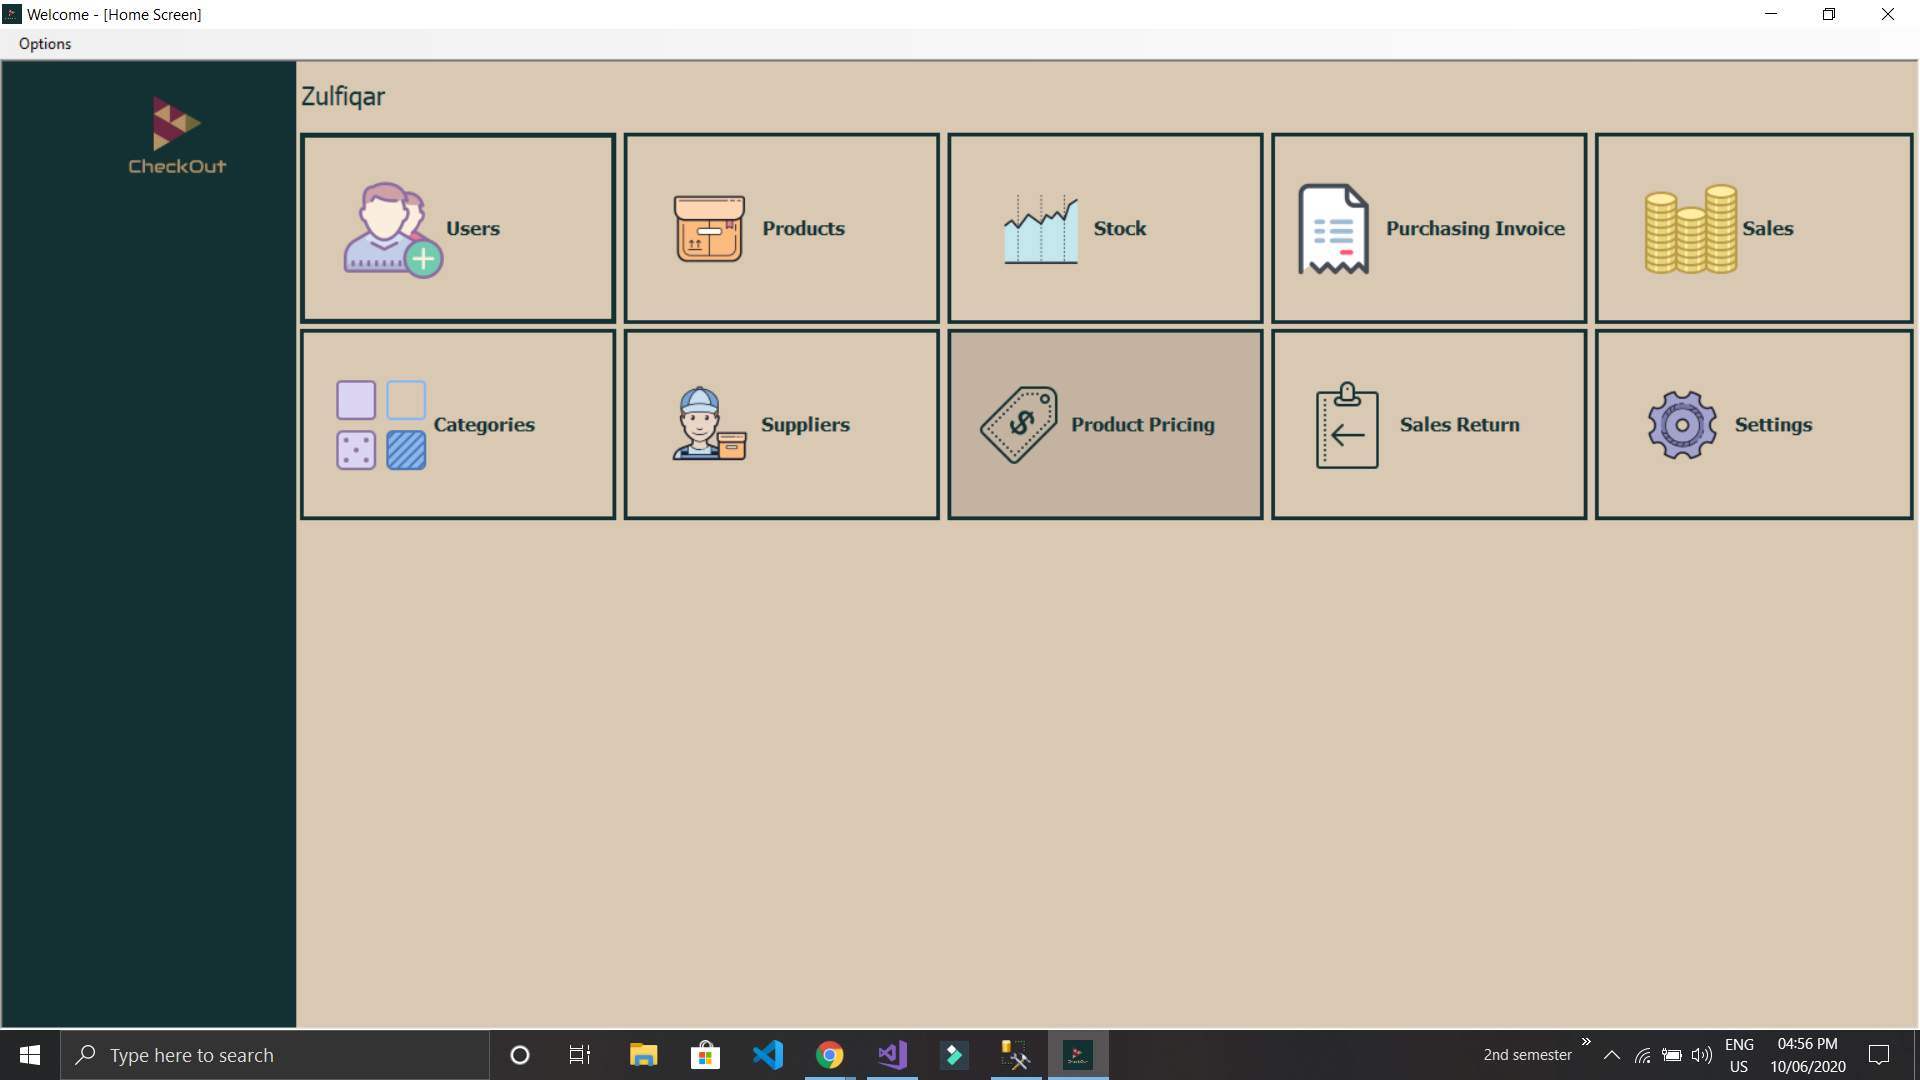 Welcome - [Home Screen]
Options
CheckOut
Zulfiqar
Users
Products
Stock
Purchasing Invoice
Sales
Categories
Suppliers
Product Pricing
Sales Return
Settings
Type here to search
2nd semester
ENG
US
04:56 PM
10/06/2020